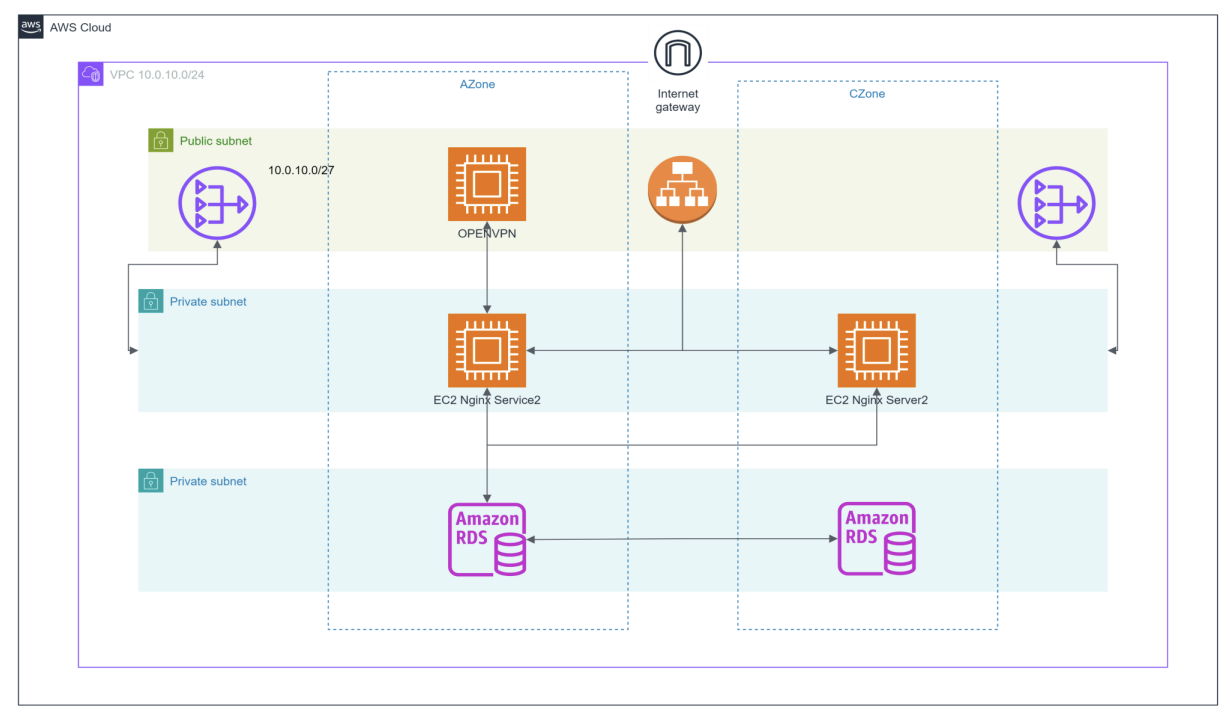 aws
AWS Cloud
VPC 10.0.10.0/24
AZone
Internet
gateway
CZone
Public subnet
10.0.10.0/27
OPENVPN
Private subnet
EC2 Nginx Service2
EC2 Nginx Server2
Private subnet
Amazon
RDS
Amazon
RDS